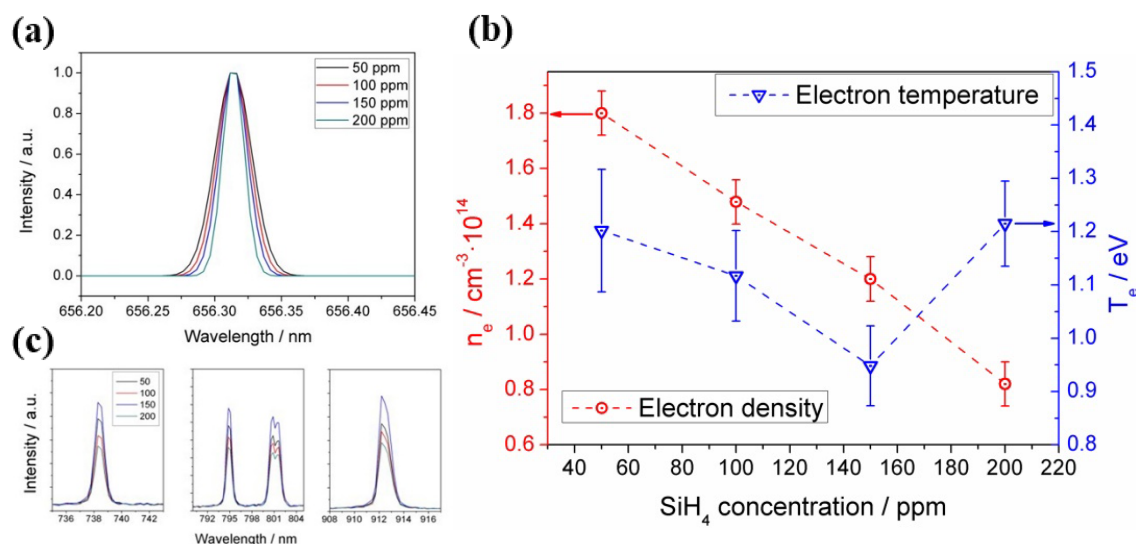 (a)
Intensity / a.u.
1.0
0.8
0.6
0.4
0.2
0.0
50 ppm
100 ppm
150 ppm
200 ppm
656.20 656.25 656.30 656.35 656.40 656.45
Wavelength / nm
(b)
nₑ / cm⁻³·10¹⁴
1.8
1.6
1.4
1.2
1.0
0.8
0.6
Electron temperature
Electron density
1.5
1.4
1.3
1.2
1.1
1.0
0.9
0.8
Tₑ / eV
40 60 80 100 120 140 160 180 200 220
SiH₄ concentration / ppm
(c)
Intensity / a.u.
50
100
150
200
736 738 740 742
792 795 798 801 804
908 910 912 914 916
Wavelength / nm